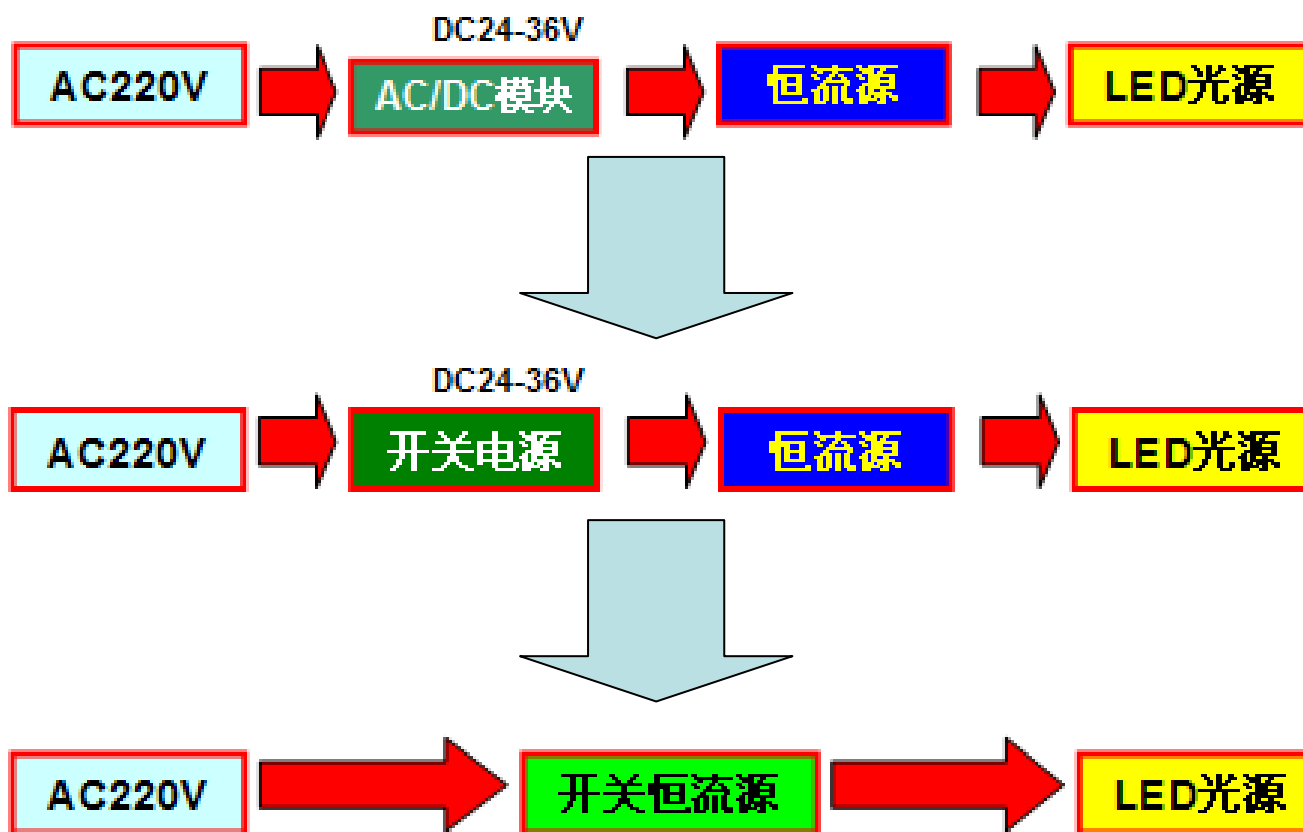 DC24-36V
AC220V
AC/DC模块
恒流源
LED光源
DC24-36V
AC220V
开关电源
恒流源
LED光源
AC220V
开关恒流源
LED光源